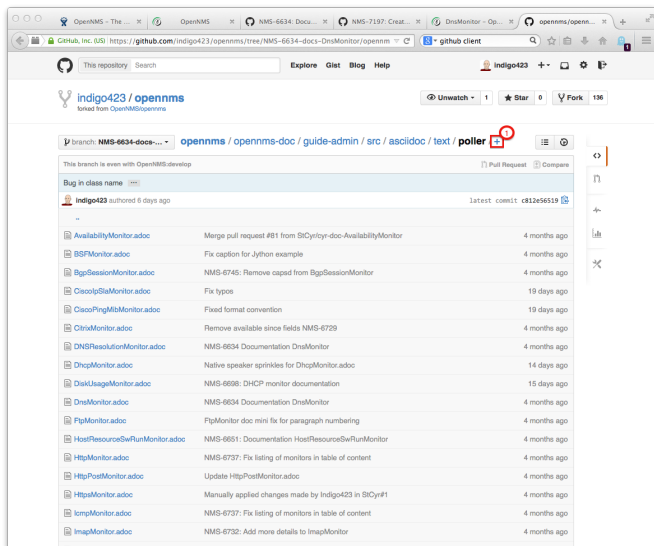 OpenNMS – The ... × OpenNMS × NMS-6634: Docu... × NMS-7197: Creat... × DnsMonitor – Op... × opennms/openn... × +
GitHub, Inc. (US) https://github.com/indigo423/opennms/tree/NMS-6634-docs-DnsMonitor/opennm github client 1
This repository Search Explore Gist Blog Help indigo423
indigo423 / opennms Unwatch 1 Star 0 Fork 136
forked from OpenNMS/opennms
1
branch: NMS-6634-docs-... opennms / opennms-doc / guide-admin / src / asciidoc / text / poller / +
This branch is even with OpenNMS:develop Pull Request Compare
Bug in class name ...
indigo423 authored 6 days ago latest commit c812e56519
..
AvailabilityMonitor.adoc Merge pull request #81 from StCyr/cyr-doc-AvailabilityMonitor 4 months ago
BSFMonitor.adoc Fix caption for Jython example 4 months ago
BgpSessionMonitor.adoc NMS-6745: Remove capsd from BgpSessionMonitor 4 months ago
CiscoIpSlaMonitor.adoc Fix typos 19 days ago
CiscoPingMibMonitor.adoc Fixed format convention 19 days ago
CitrixMonitor.adoc Remove available since fields NMS-6729 4 months ago
DNSResolutionMonitor.adoc NMS-6634 Documentation DnsMonitor 4 months ago
DhcpMonitor.adoc Native speaker sprinkles for DhcpMonitor.adoc 14 days ago
DiskUsageMonitor.adoc NMS-6698: DHCP monitor documentation 15 days ago
DnsMonitor.adoc NMS-6634 Documentation DnsMonitor 4 months ago
FtpMonitor.adoc FtpMonitor doc mini fix for paragraph numbering 4 months ago
HostResourceSwRunMonitor.adoc NMS-6651: Documentation HostResourceSwRunMonitor 4 months ago
HttpMonitor.adoc NMS-6737: Fix listing of monitors in table of content 4 months ago
HttpPostMonitor.adoc Update HttpPostMonitor.adoc 4 months ago
HttpsMonitor.adoc Manually applied changes made by Indigo423 in StCyr#1 4 months ago
IcmpMonitor.adoc NMS-6737: Fix listing of monitors in table of content 4 months ago
ImapMonitor.adoc NMS-6732: Add more details to ImapMonitor 4 months ago